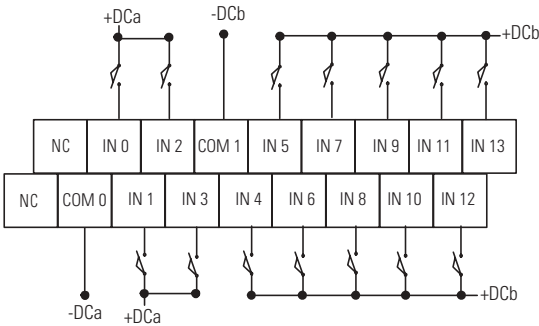 +DCa
-DCb
+DCb
NC IN 0 IN 2 COM 1 IN 5 IN 7 IN 9 IN 11 IN 13
NC COM 0 IN 1 IN 3 IN 4 IN 6 IN 8 IN 10 IN 12
-DCa
+DCa
+DCb